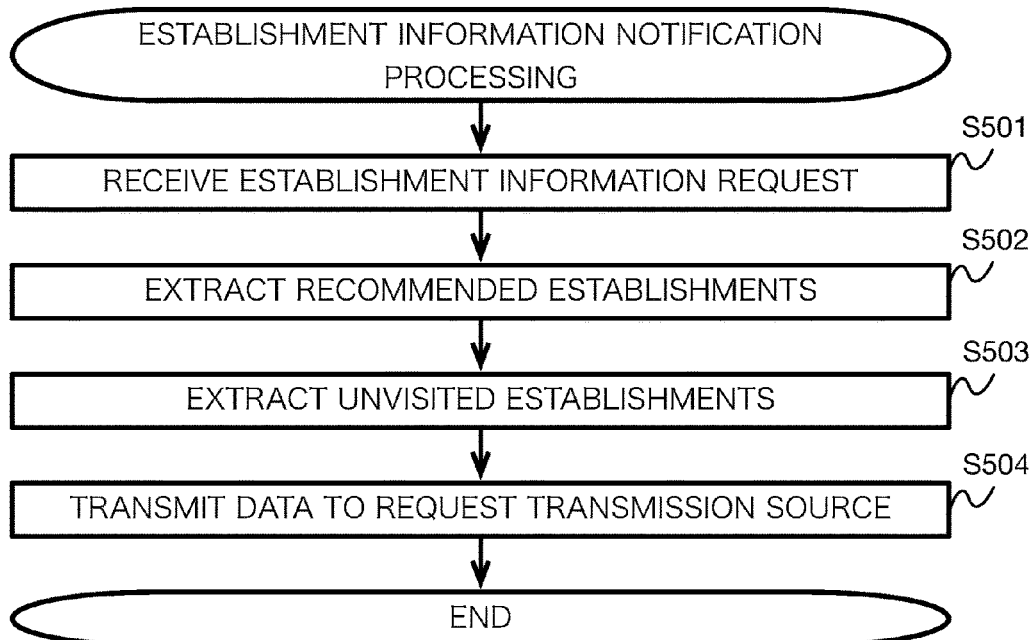 ESTABLISHMENT INFORMATION NOTIFICATION
PROCESSING
S501
RECEIVE ESTABLISHMENT INFORMATION REQUEST
S502
EXTRACT RECOMMENDED ESTABLISHMENTS
S503
EXTRACT UNVISITED ESTABLISHMENTS
S504
TRANSMIT DATA TO REQUEST TRANSMISSION SOURCE
END